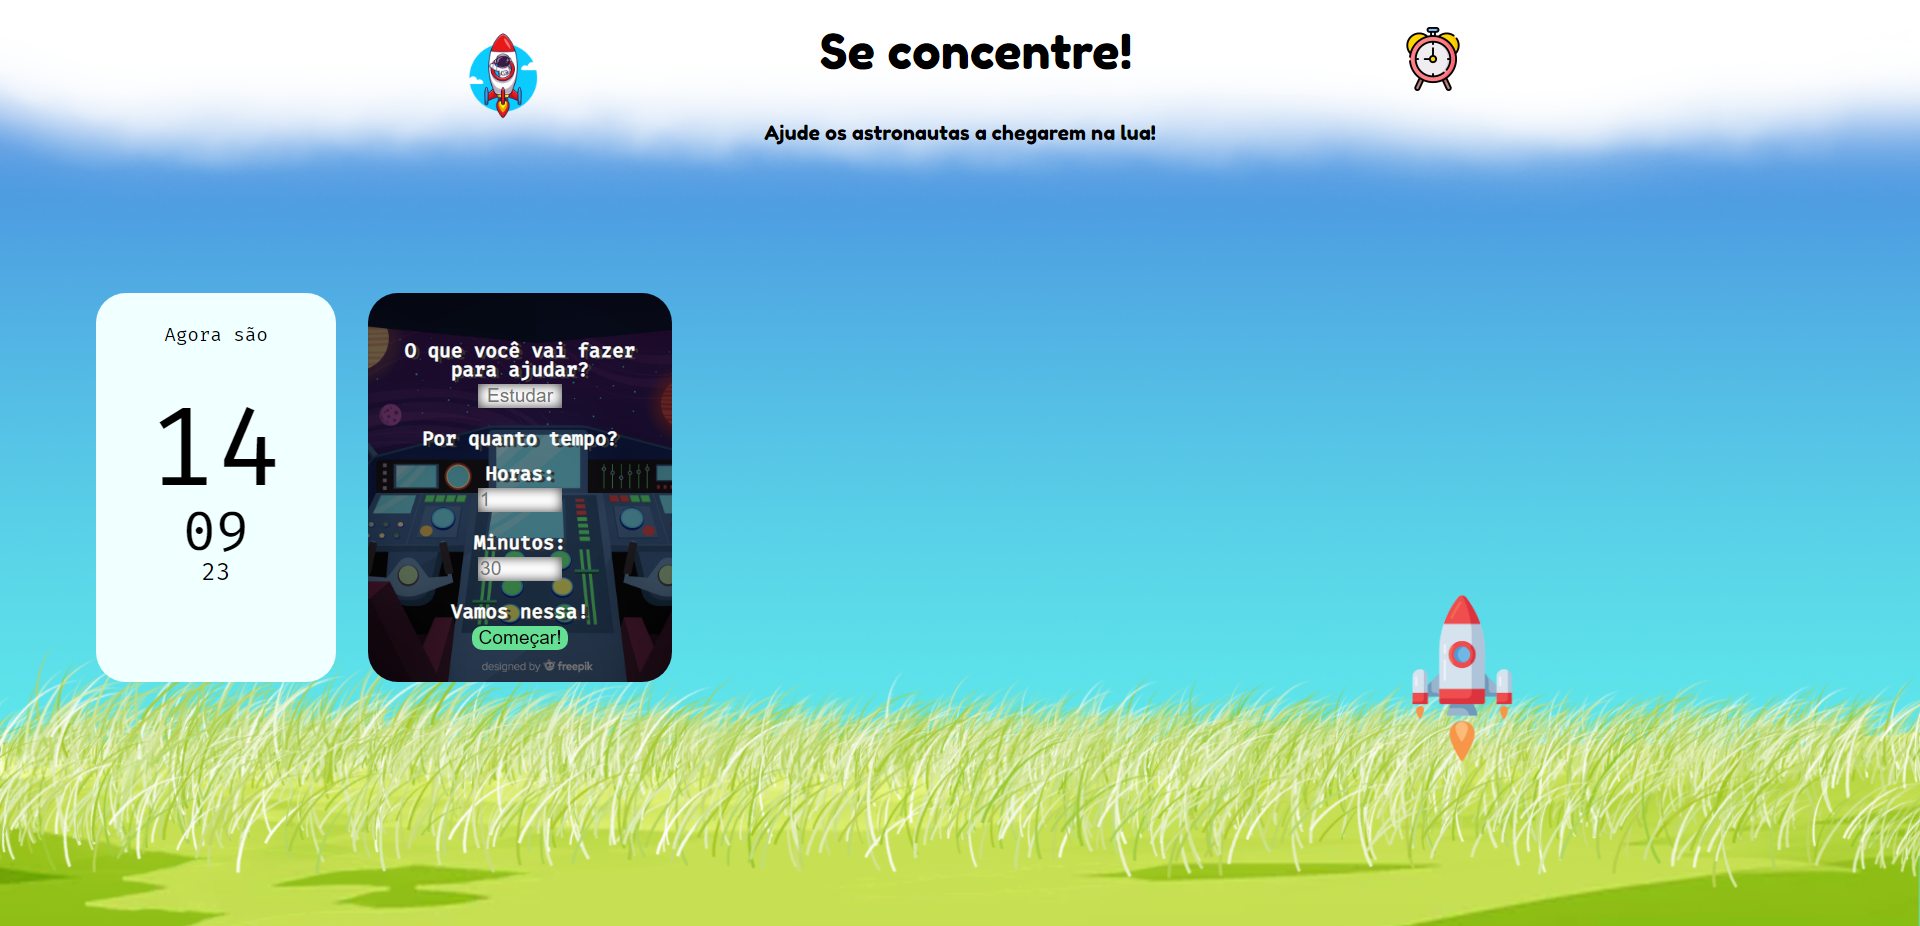 Se concentre!
Ajude os astronautas a chegarem na lua!
Agora são
14
09
23
O que você vai fazer
para ajudar?
Estudar
Por quanto tempo?
Horas:
1
Minutos:
30
Vamos nessa!
Começar!
designed by freepik